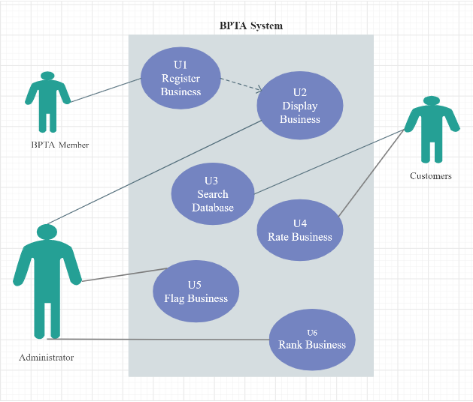 BPTA System
U1
Register
Business
U2
Display
Business
BPTA Member
Customers
U3
Search
Database
U4
Rate Business
U5
Flag Business
U6
Rank Business
Administrator